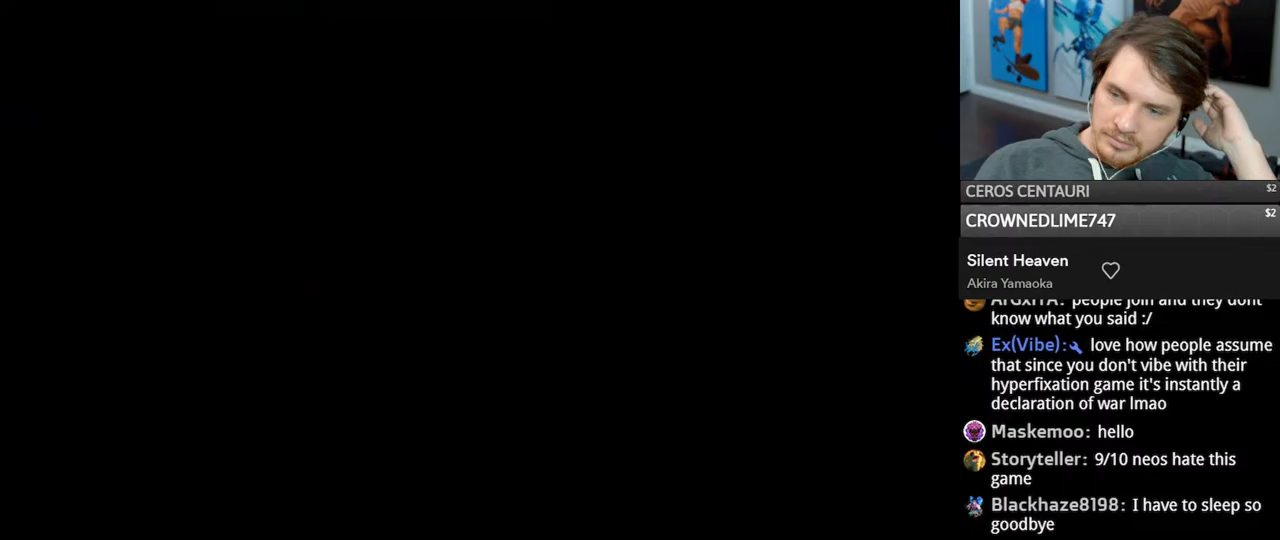 CEROS CENTAURI $2
CROWNEDLIME747 $2
Silent Heaven
Akira Yamaoka
people join and they dont
know what you said :/
Ex(Vibe): love how people assume
that since you don't vibe with their
hyperfixation game it's instantly a
declaration of war lmao
Maskemoo: hello
Storyteller: 9/10 neos hate this
game
Blackhaze8198: I have to sleep so
goodbye